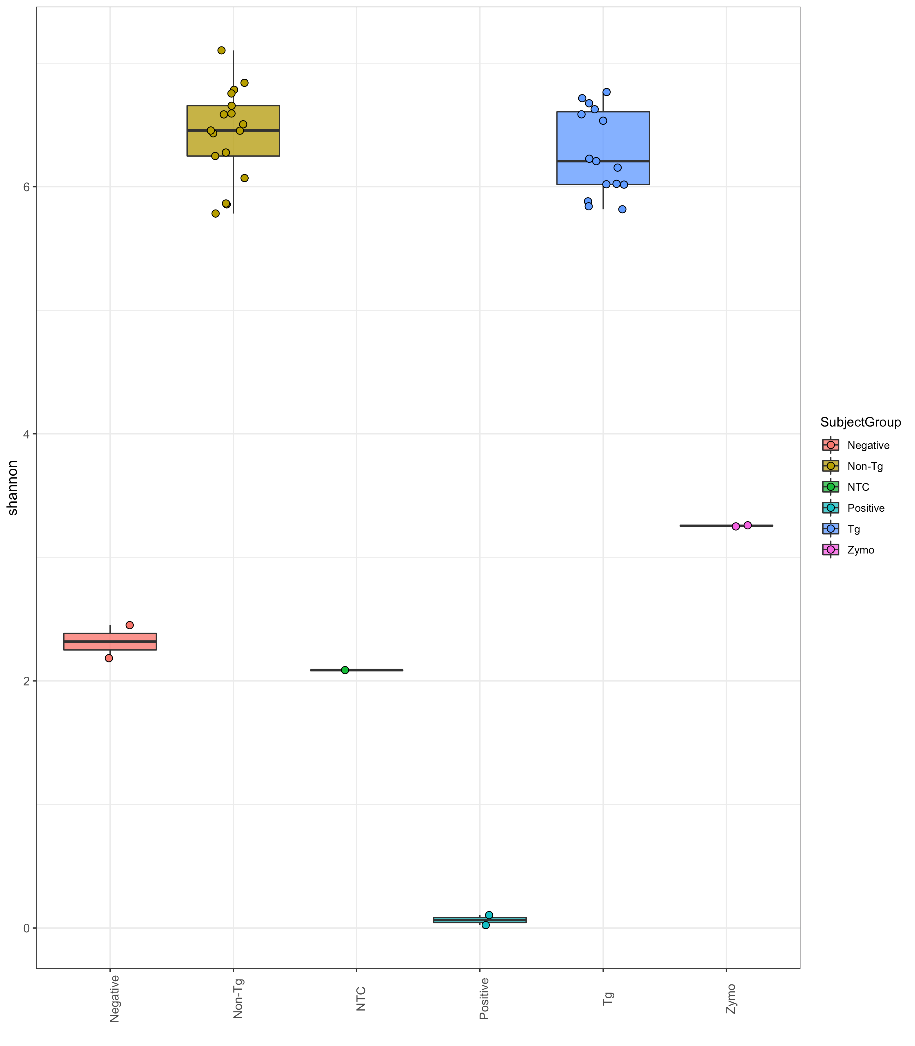 shannon
6
4
2
0
Negative
Non-Tg
NTC
Positive
Tg
Zymo
SubjectGroup
Negative
Non-Tg
NTC
Positive
Tg
Zymo